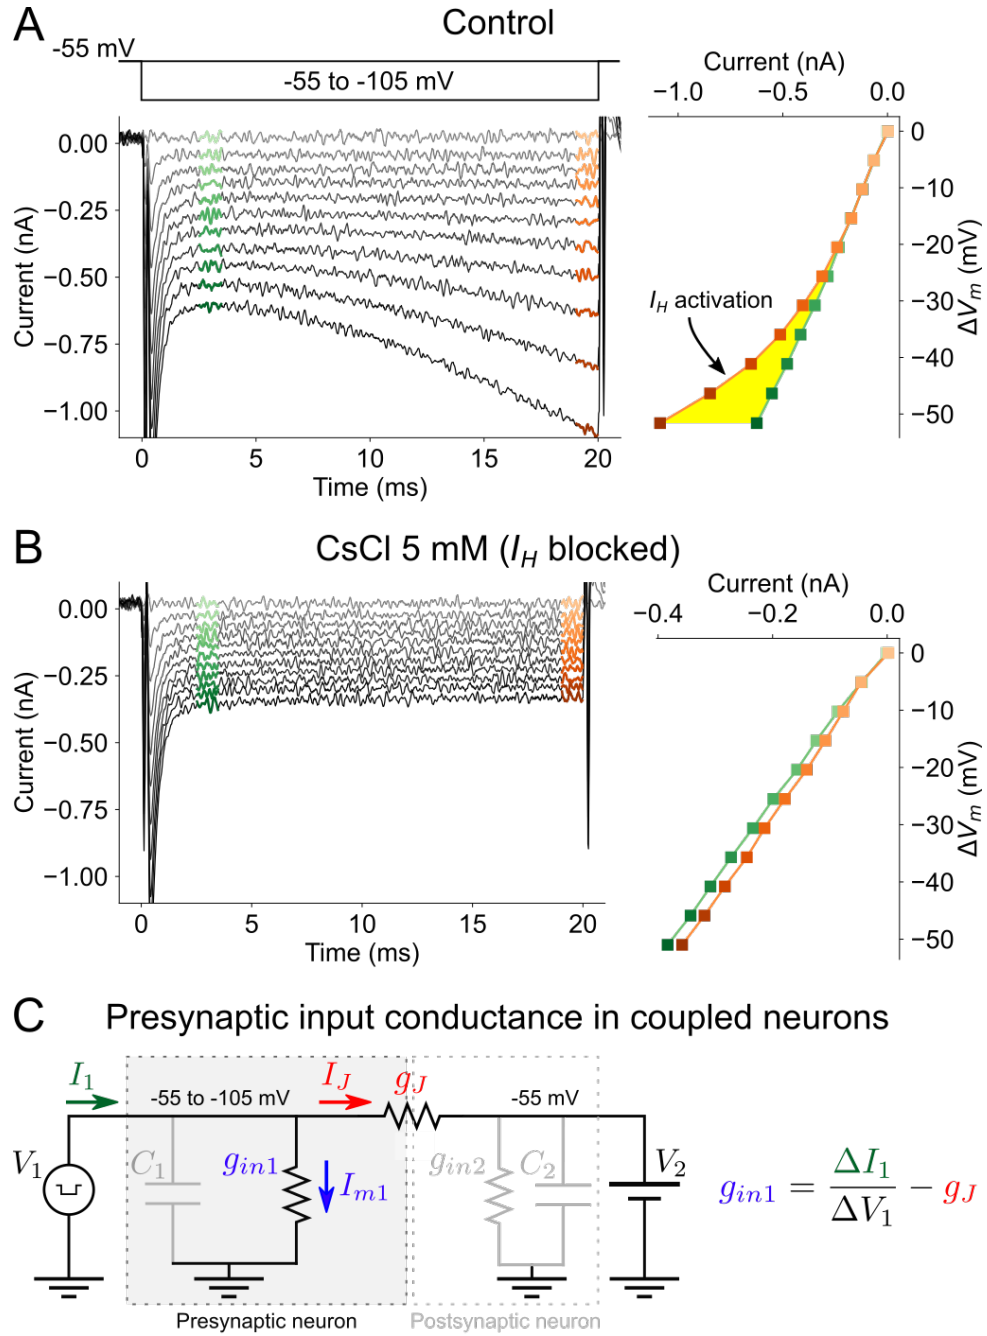 A
Control
-55 mV
-55 to -105 mV
Current (nA)
−1.0 −0.5 0.0
0.00
−0.25
−0.50
−0.75
−1.00
Current (nA)
0 5 10 15 20
Time (ms)
I_H activation
0
−10
−20
−30
−40
−50
ΔV_m (mV)
B
CsCl 5 mM (I_H blocked)
Current (nA)
−0.4 −0.2 0.0
0.00
−0.25
−0.50
−0.75
−1.00
Current (nA)
0 5 10 15 20
Time (ms)
0
−10
−20
−30
−40
−50
ΔV_m (mV)
C
Presynaptic input conductance in coupled neurons
I_1
-55 to -105 mV
I_J
g_J
-55 mV
V_1
C_1
g_in1
I_m1
g_in2
C_2
V_2
g_in1 = ΔI_1 / ΔV_1 − g_J
Presynaptic neuron
Postsynaptic neuron